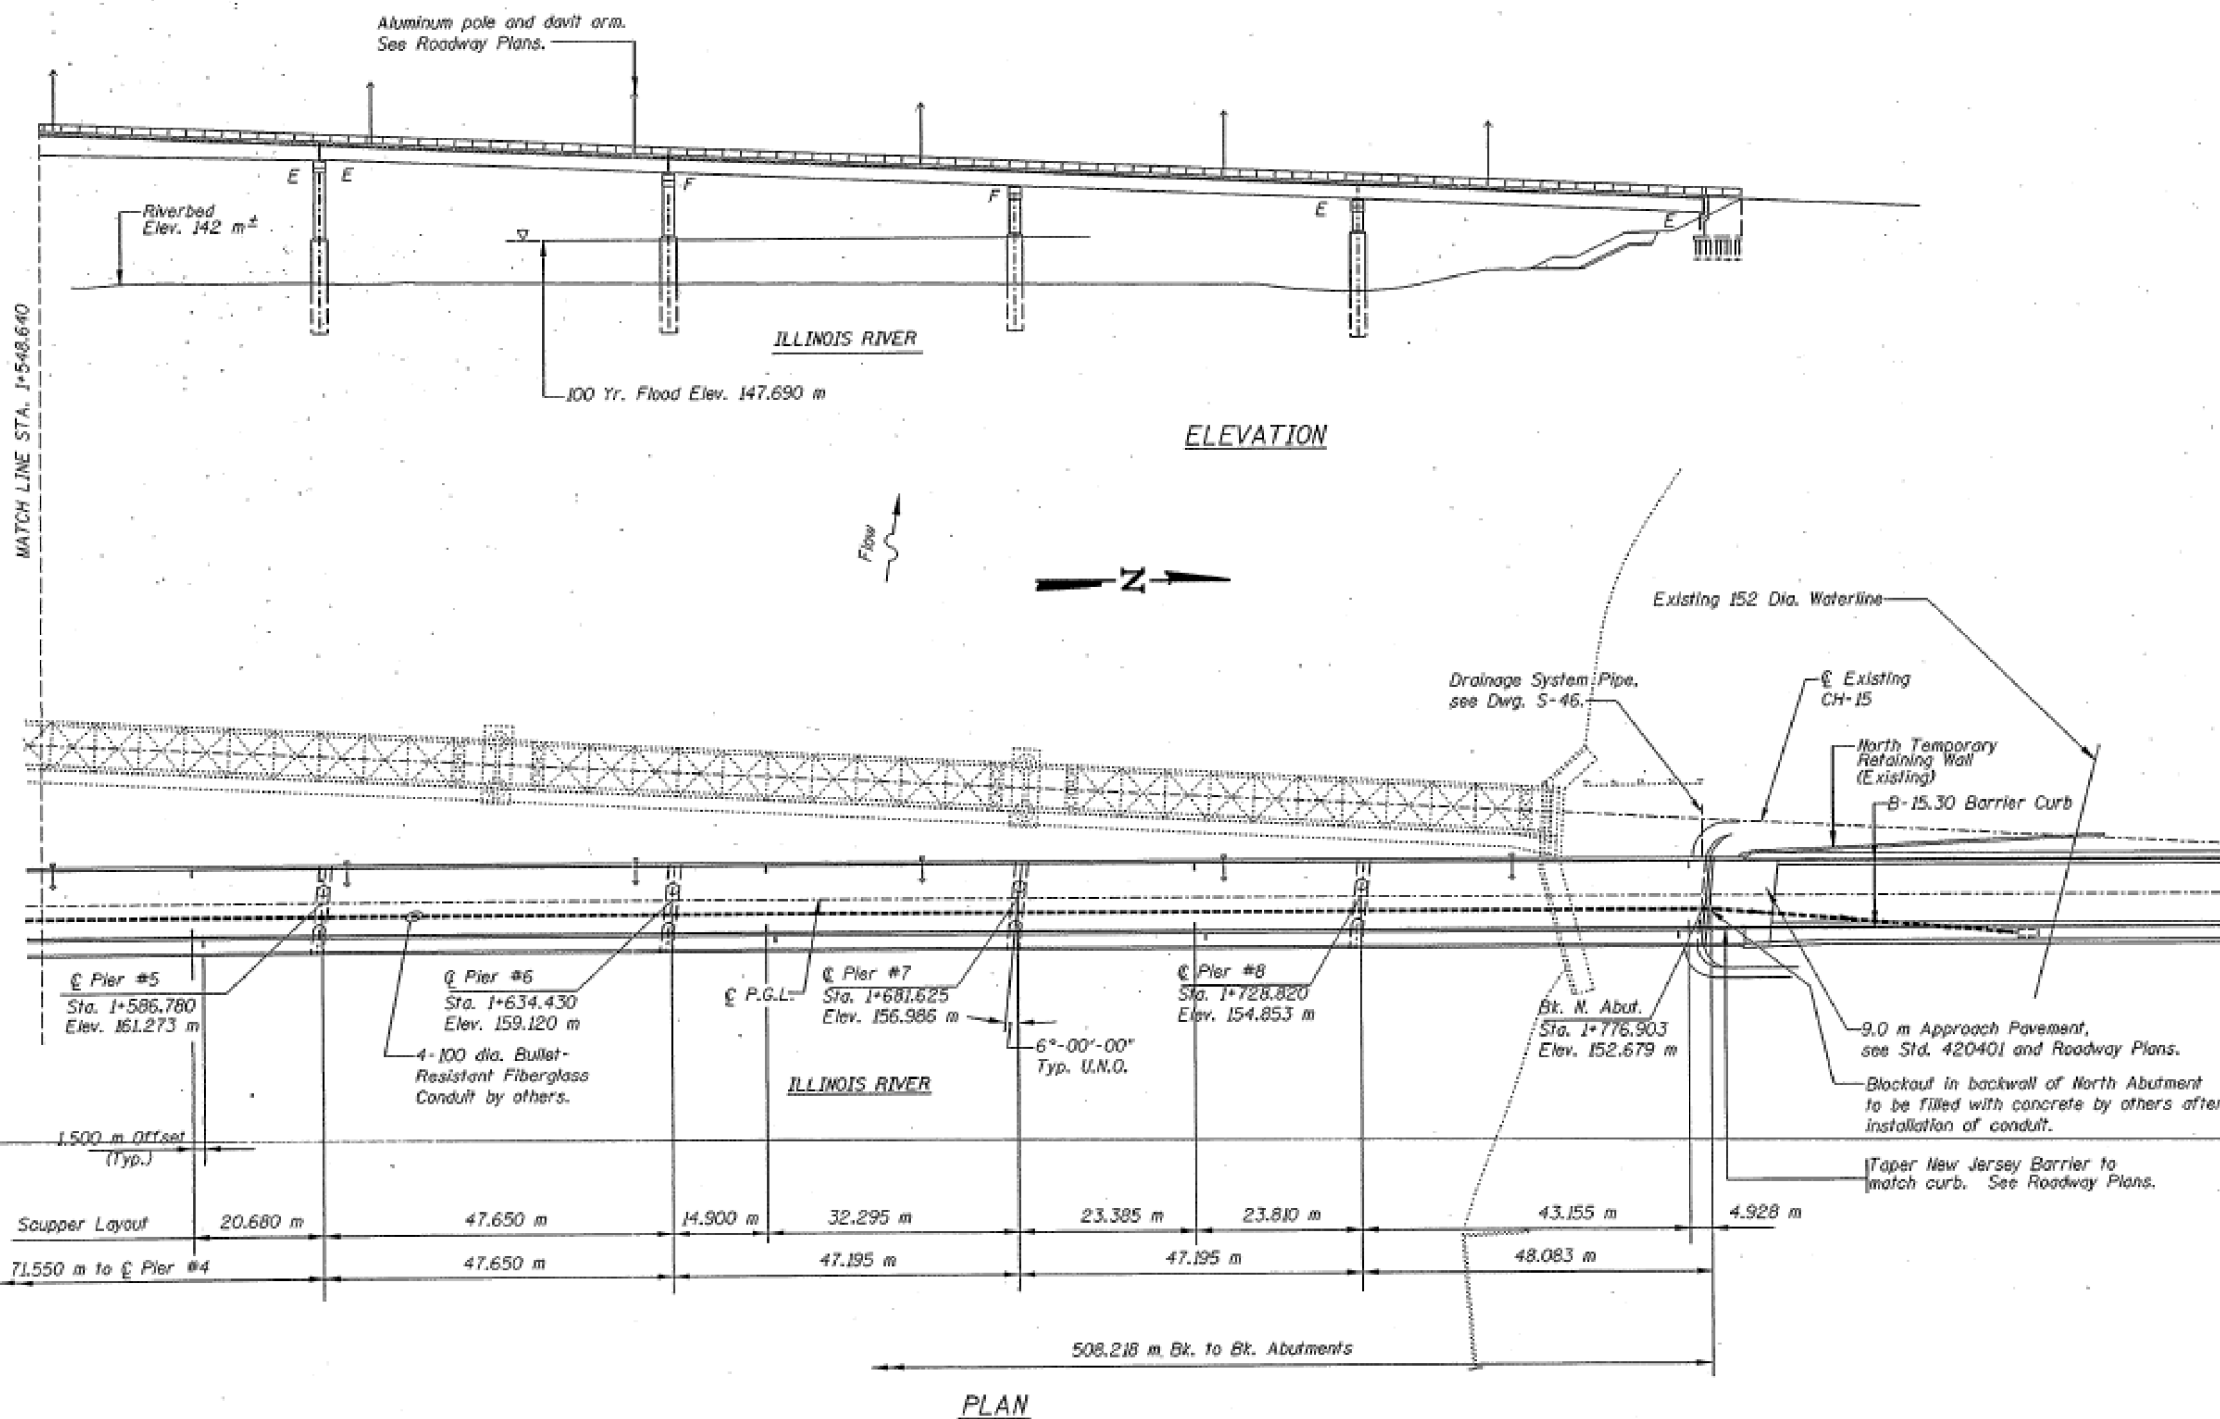 Aluminum pole and davit arm.
See Roadway Plans.
E
E
F
F
E
E
Riverbed
Elev. 142 m±
MATCH LINE STA. 1+548.640
ILLINOIS RIVER
100 Yr. Flood Elev. 147.690 m
ELEVATION
Flow
N
Existing 152 Dia. Waterline
Drainage System Pipe,
see Dwg. S-46.
℄ Existing
CH-15
North Temporary
Retaining Wall
(Existing)
B-15.30 Barrier Curb
℄ Pier #5
Sta. 1+586.780
Elev. 161.273 m
℄ Pier #6
Sta. 1+634.430
Elev. 159.120 m
℄ P.G.L.
℄ Pier #7
Sta. 1+681.625
Elev. 156.986 m
℄ Pier #8
Sta. 1+728.820
Elev. 154.853 m
Bk. N. Abut.
Sta. 1+776.903
Elev. 152.679 m
9.0 m Approach Pavement,
see Std. 420401 and Roadway Plans.
4-100 dia. Bullet-
Resistant Fiberglass
Conduit by others.
6°-00'-00"
Typ. U.N.O.
ILLINOIS RIVER
Blockout in backwall of North Abutment
to be filled with concrete by others after
installation of conduit.
1.500 m Offset
(Typ.)
Taper New Jersey Barrier to
match curb. See Roadway Plans.
Scupper Layout
20.680 m
47.650 m
14.900 m
32.295 m
23.385 m
23.810 m
43.155 m
4.928 m
71.550 m to ℄ Pier #4
47.650 m
47.195 m
47.195 m
48.083 m
508.218 m Bk. to Bk. Abutments
PLAN